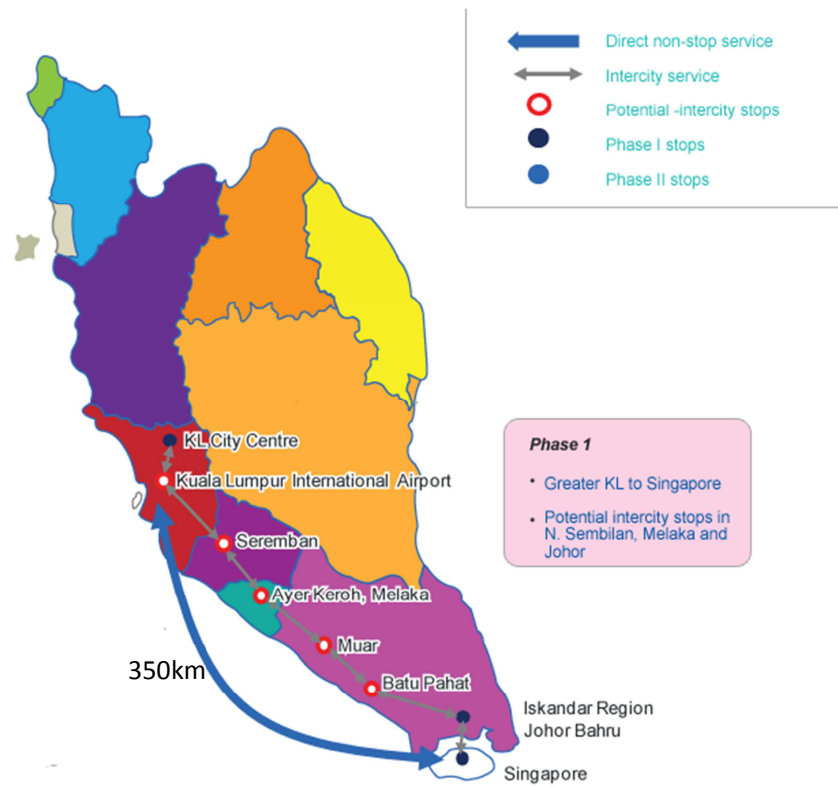 Direct non-stop service
Intercity service
Potential -intercity stops
Phase I stops
Phase II stops
KL City Centre
Kuala Lumpur International Airport
Phase 1
• Greater KL to Singapore
• Potential intercity stops in
N. Sembilan, Melaka and
Johor
Seremban
Ayer Keroh, Melaka
Muar
350km
Batu Pahat
Iskandar Region
Johor Bahru
Singapore